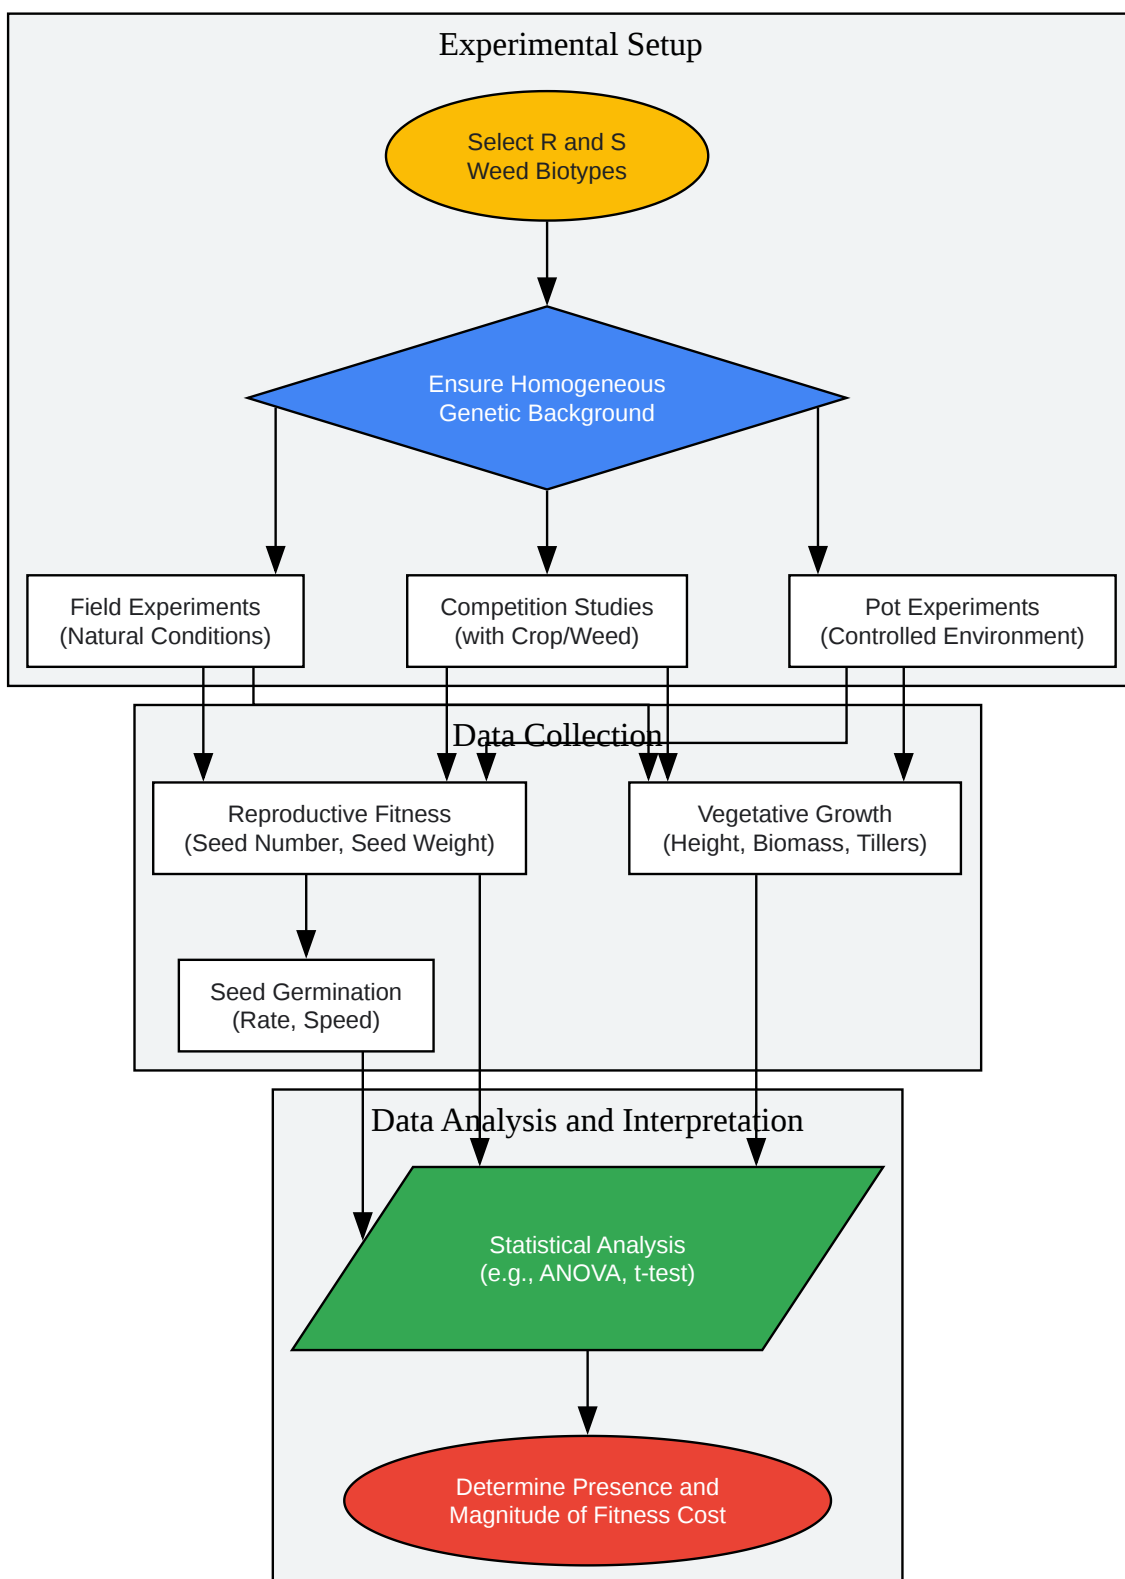 Experimental Setup
Select R and S
Weed Biotypes
Ensure Homogeneous
Genetic Background
Field Experiments
(Natural Conditions)
Competition Studies
(with Crop/Weed)
Pot Experiments
(Controlled Environment)
Data Collection
Reproductive Fitness
(Seed Number, Seed Weight)
Vegetative Growth
(Height, Biomass, Tillers)
Seed Germination
(Rate, Speed)
Data Analysis and Interpretation
Statistical Analysis
(e.g., ANOVA, t-test)
Determine Presence and
Magnitude of Fitness Cost